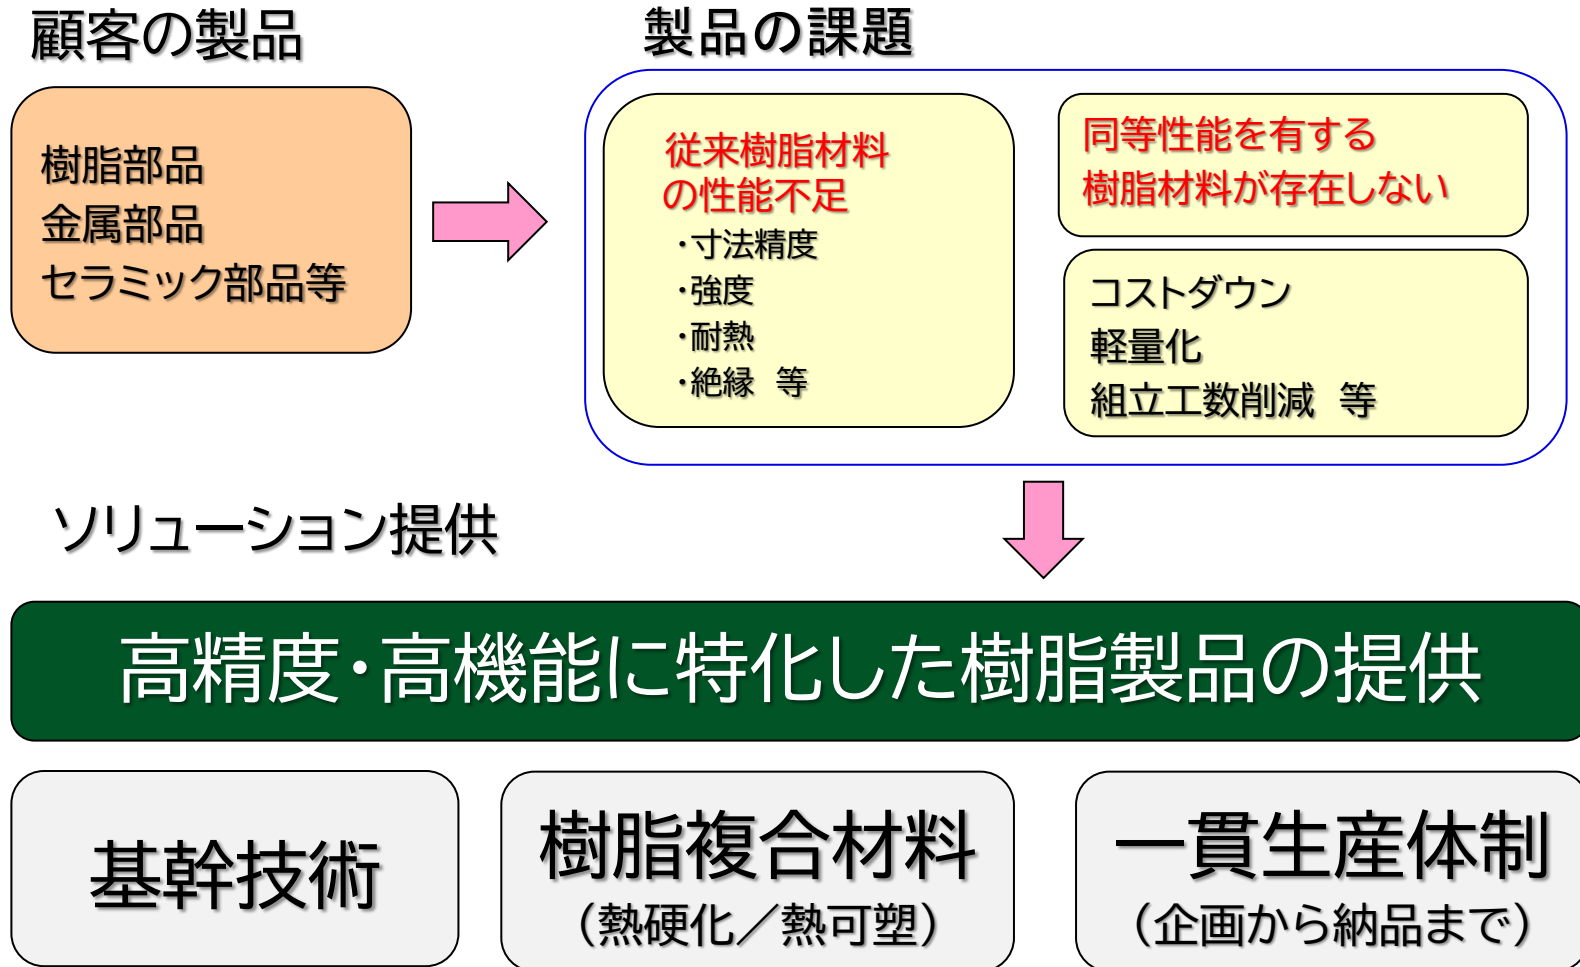 顧客の製品
樹脂部品
金属部品
セラミック部品等
製品の課題
従来樹脂材料
の性能不足
・寸法精度
・強度
・耐熱
・絶縁　等
同等性能を有する
樹脂材料が存在しない
コストダウン
軽量化
組立工数削減　等
ソリューション提供
高精度・高機能に特化した樹脂製品の提供
基幹技術
樹脂複合材料
（熱硬化／熱可塑）
一貫生産体制
（企画から納品まで）